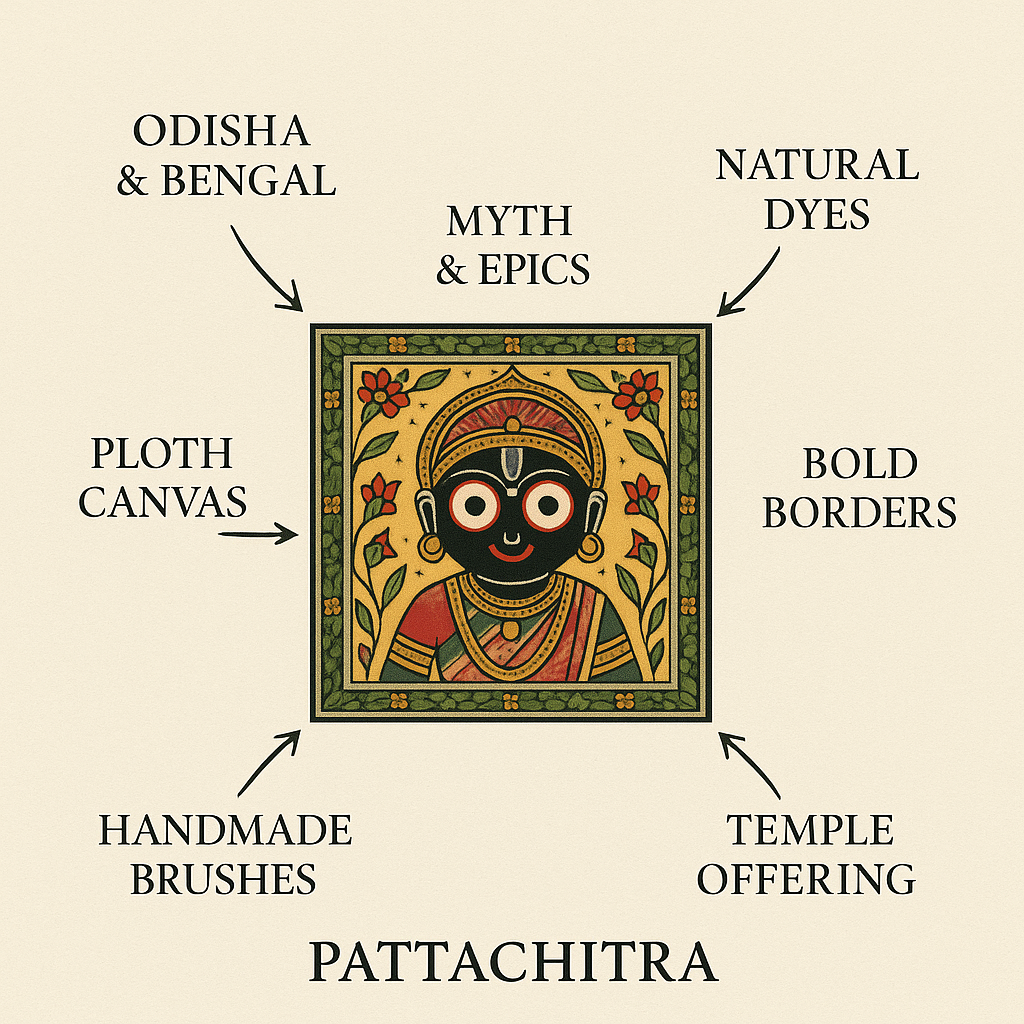 ODISHA
& BENGAL
MYTH
& EPICS
NATURAL
DYES
PLOTH
CANVAS
BOLD
BORDERS
HANDMADE
BRUSHES
TEMPLE
OFFERING
PATTACHITRA